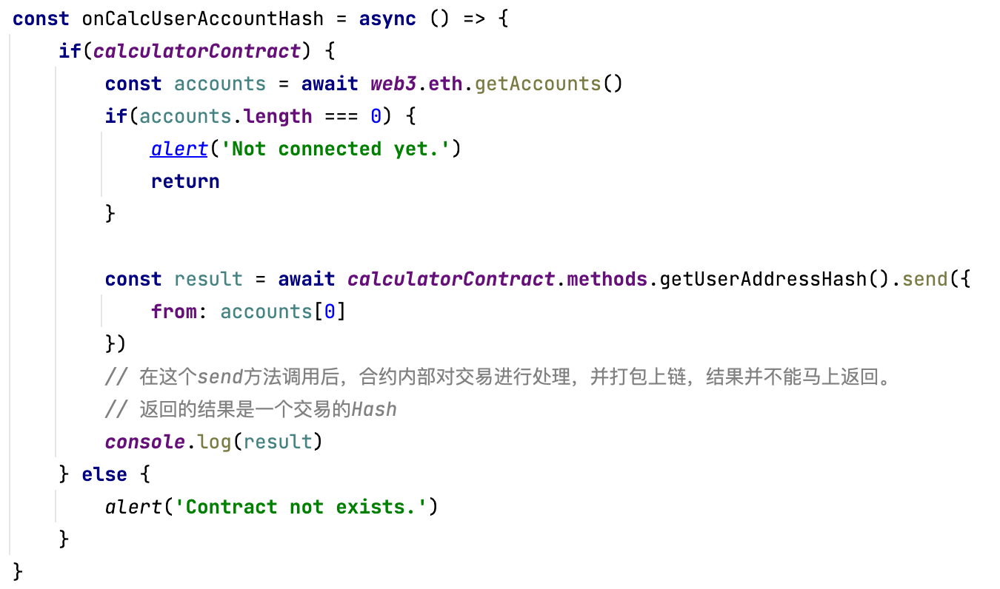 const onCalcUserAccountHash = async () => {
    if(calculatorContract) {
        const accounts = await web3.eth.getAccounts()
        if(accounts.length === 0) {
            alert('Not connected yet.')
            return
        }

        const result = await calculatorContract.methods.getUserAddressHash().send({
            from: accounts[0]
        })
        // 在这个send方法调用后，合约内部对交易进行处理，并打包上链，结果并不能马上返回。
        // 返回的结果是一个交易的Hash
        console.log(result)
    } else {
        alert('Contract not exists.')
    }
}